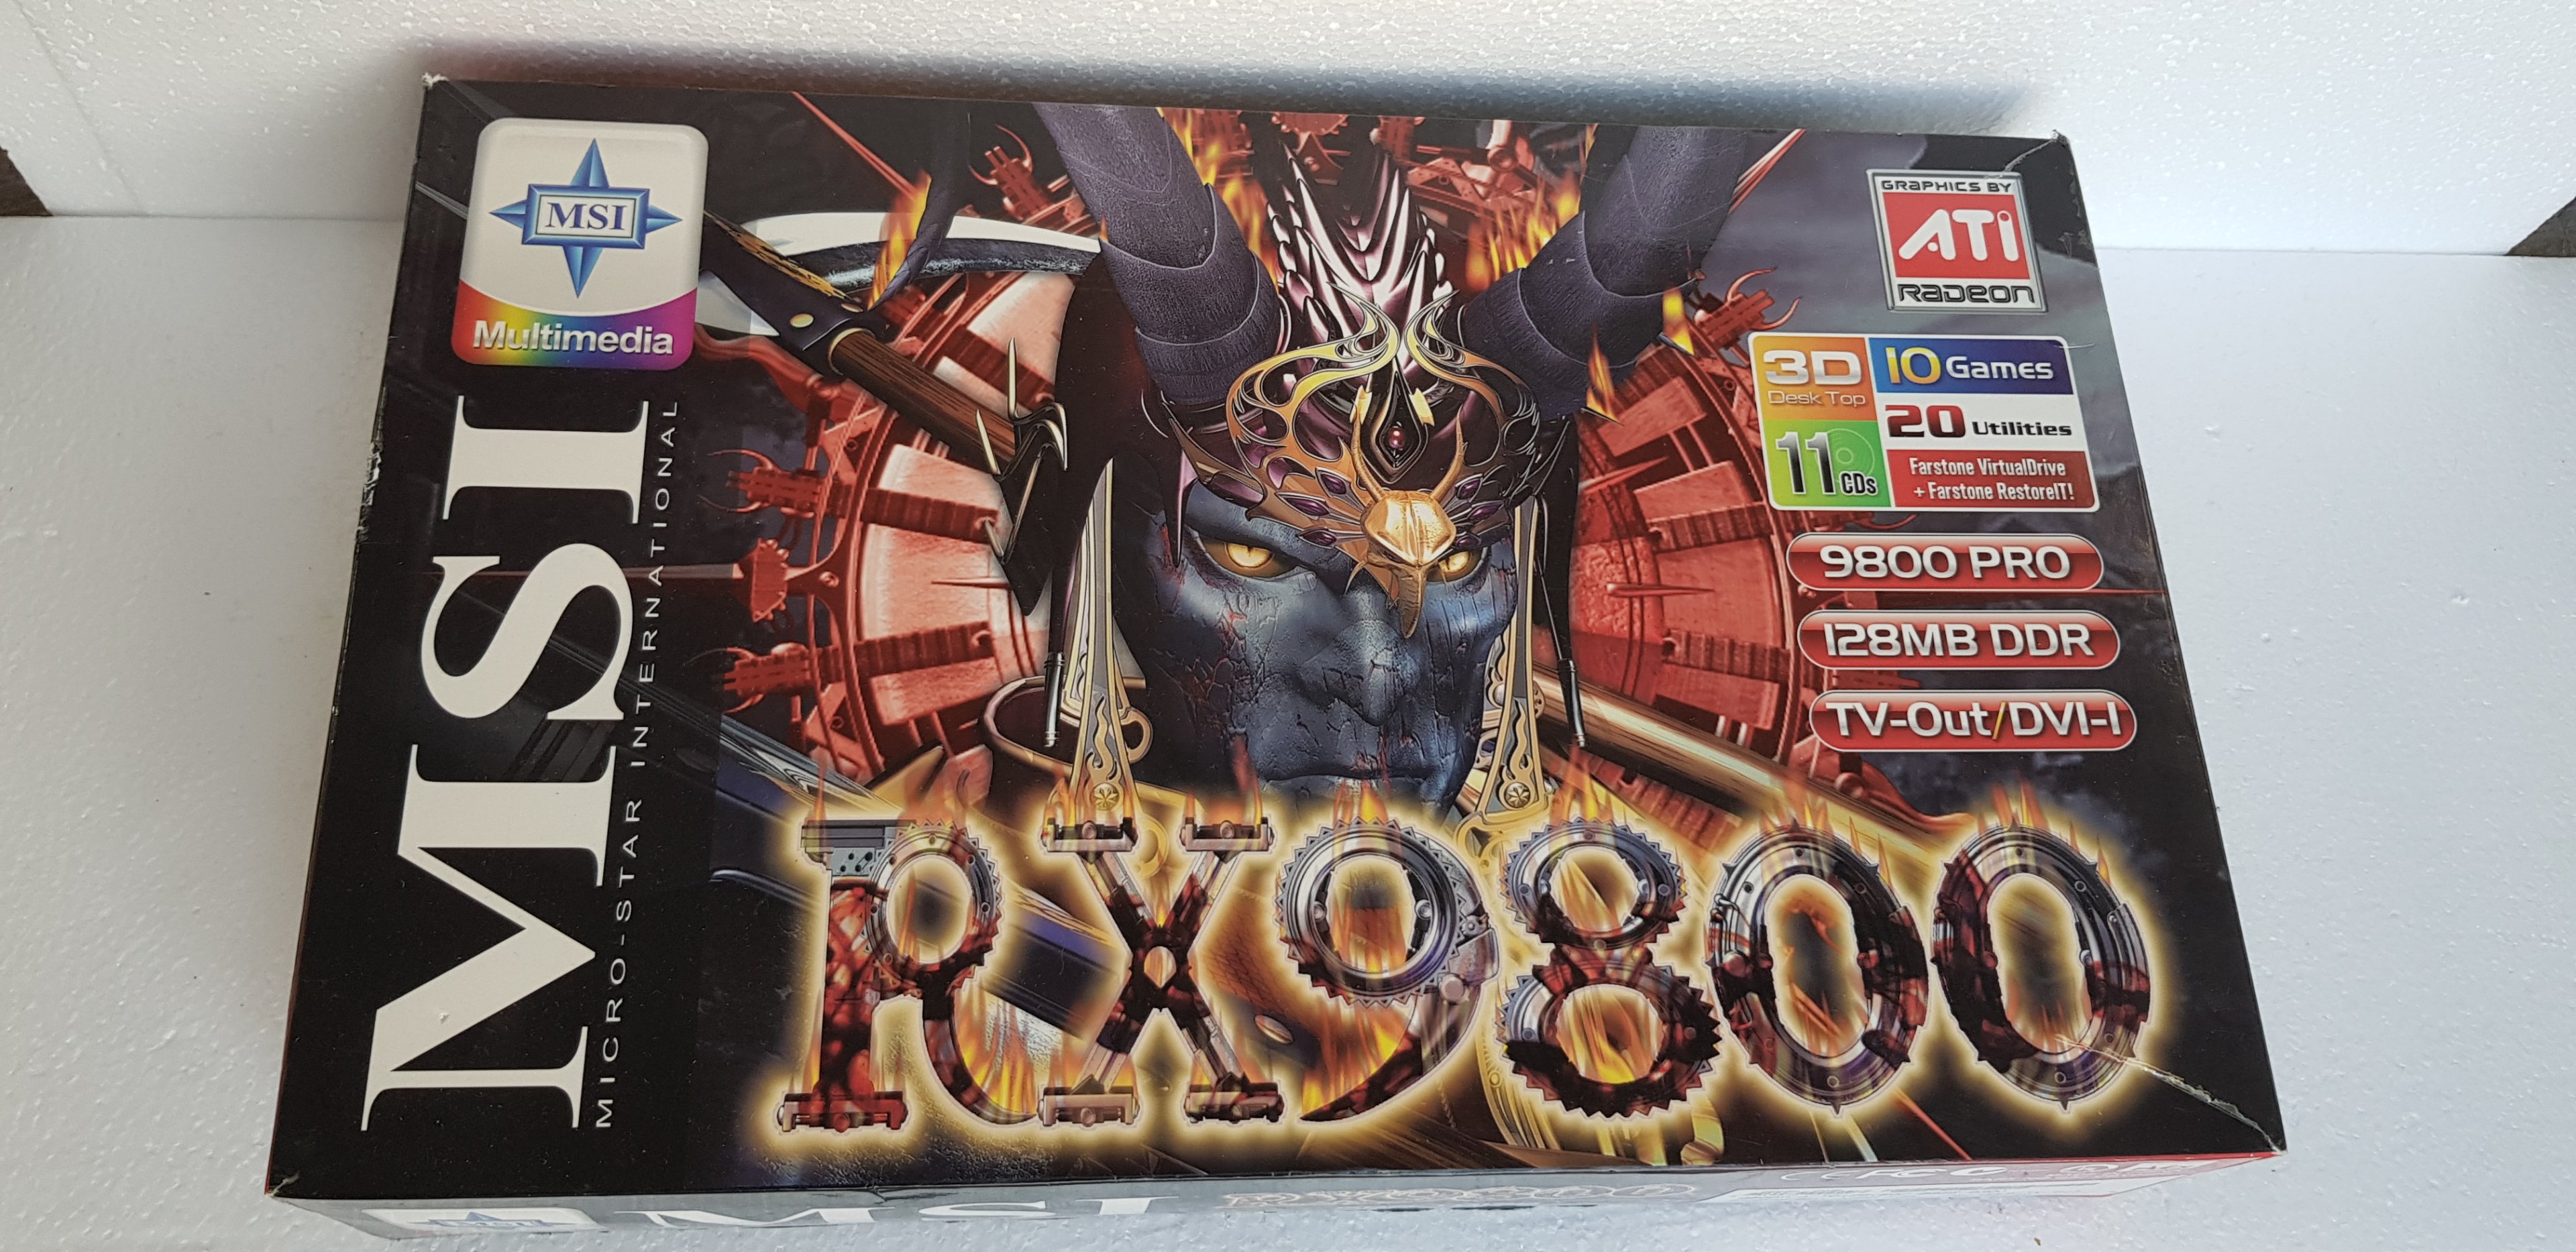 MSI
Multimedia
MSI
MICRO-STAR INTERNATIONAL
GRAPHICS BY
ATI
RADEON
3D
Desk Top
10 Games
20 Utilities
11 CDs
Farstone VirtualDrive
+ Farstone RestoreIT!
9800 PRO
128MB DDR
TV-Out/DVI-I
RX9800
MSI